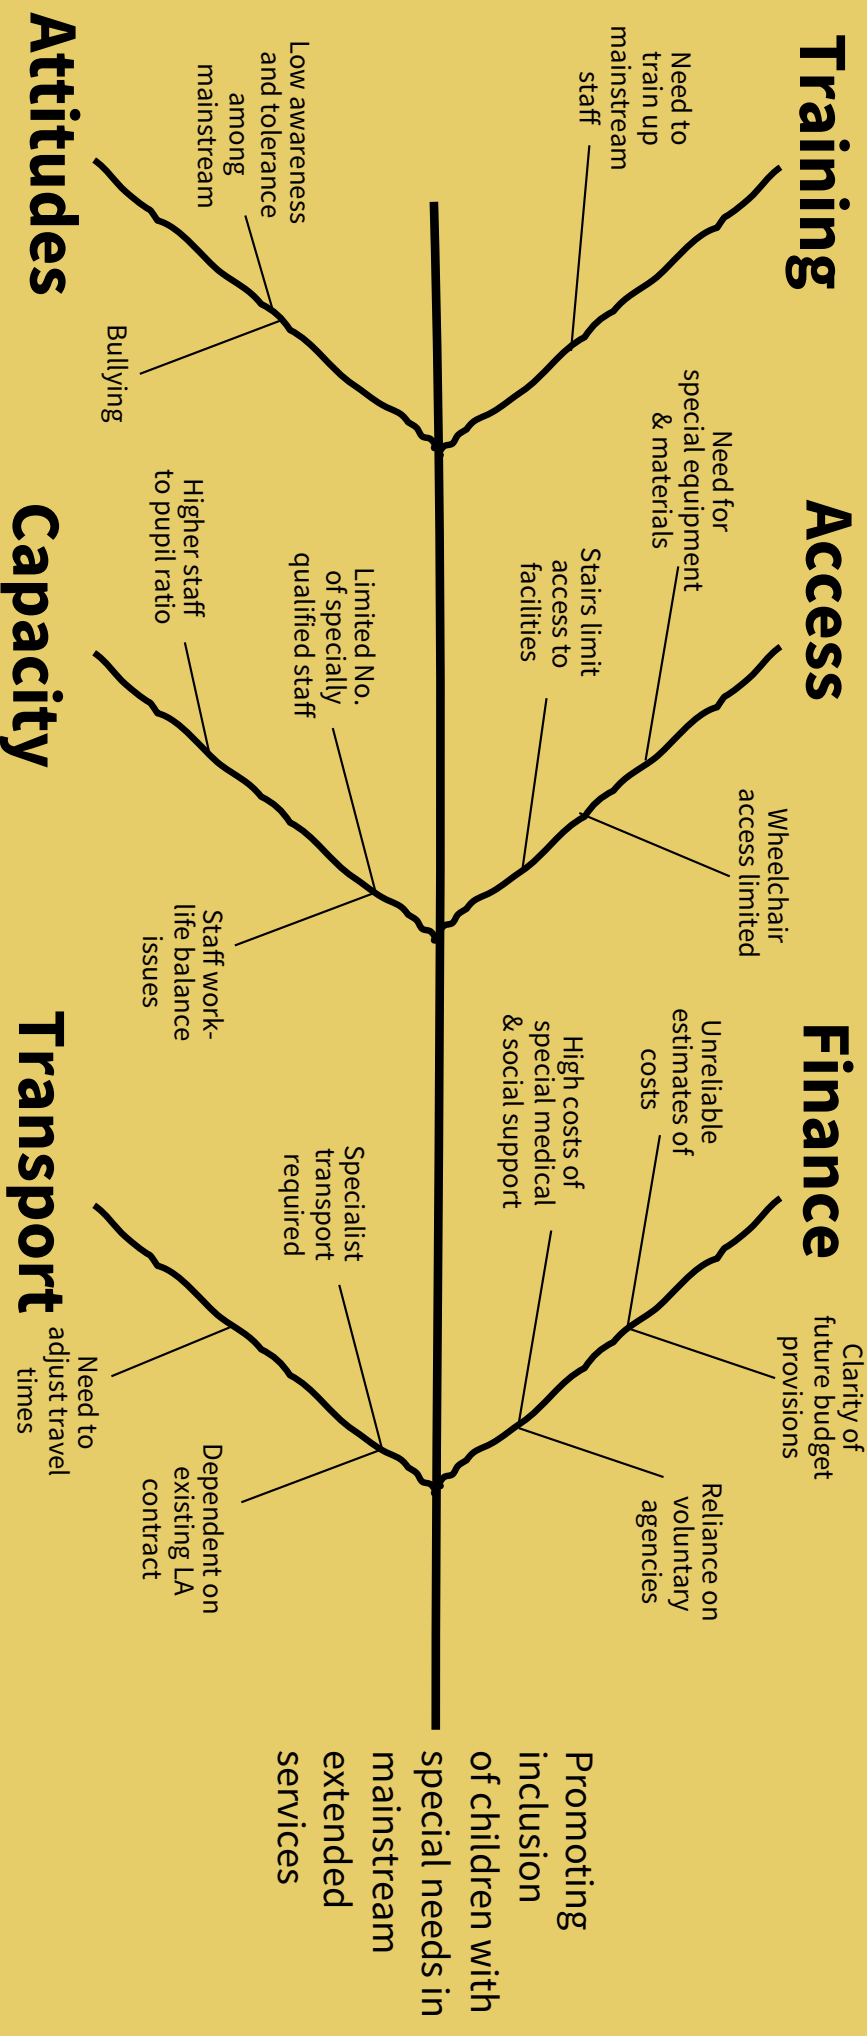 Training
Need to
train up
mainstream
staff
Access
Need for
special equipment
& materials
Stairs limit
access to
facilities
Wheelchair
access limited
Finance
Unreliable
estimates of
costs
High costs of
special medical
& social support
Clarity of
future budget
provisions
Reliance on
voluntary
agencies
Attitudes
Low awareness
and tolerance
among
mainstream
Bullying
Capacity
Higher staff
to pupil ratio
Limited No.
of specially
qualified staff
Staff work-
life balance
issues
Transport
Specialist
transport
required
Need to
adjust travel
times
Dependent on
existing LA
contract
Promoting
inclusion
of children with
special needs in
mainstream
extended
services